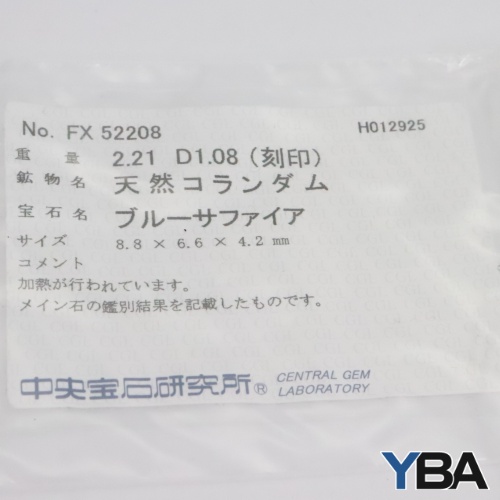 No. FX 52208 H012925
重量 2.21 D1.08(刻印)
鉱物名 天然コランダム
宝石名 ブルーサファイア
サイズ 8.8 × 6.6 × 4.2 mm
コメント
加熱が行われています。
メイン石の鑑別結果を記載したものです。
中央宝石研究所® CENTRAL GEM
LABORATORY
YBA